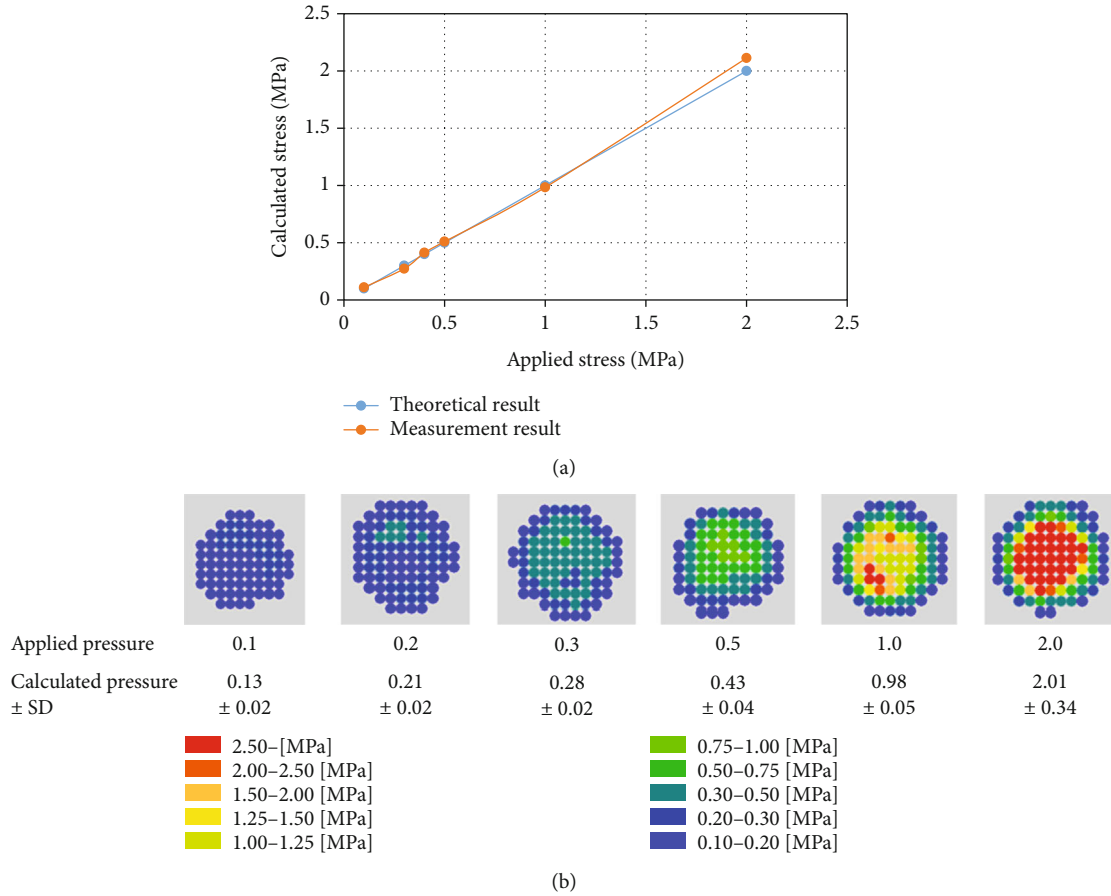 2.5
2
1.5
1
0.5
0
0
0.5
1
1.5
2
2.5
Calculated stress (MPa)
Applied stress (MPa)
Theoretical result
Measurement result
(a)
Applied pressure 0.1 0.2 0.3 0.5 1.0 2.0
Calculated pressure 0.13 0.21 0.28 0.43 0.98 2.01
± SD ± 0.02 ± 0.02 ± 0.02 ± 0.04 ± 0.05 ± 0.34
2.50–[MPa]
2.00–2.50 [MPa]
1.50–2.00 [MPa]
1.25–1.50 [MPa]
1.00–1.25 [MPa]
0.75–1.00 [MPa]
0.50–0.75 [MPa]
0.30–0.50 [MPa]
0.20–0.30 [MPa]
0.10–0.20 [MPa]
(b)